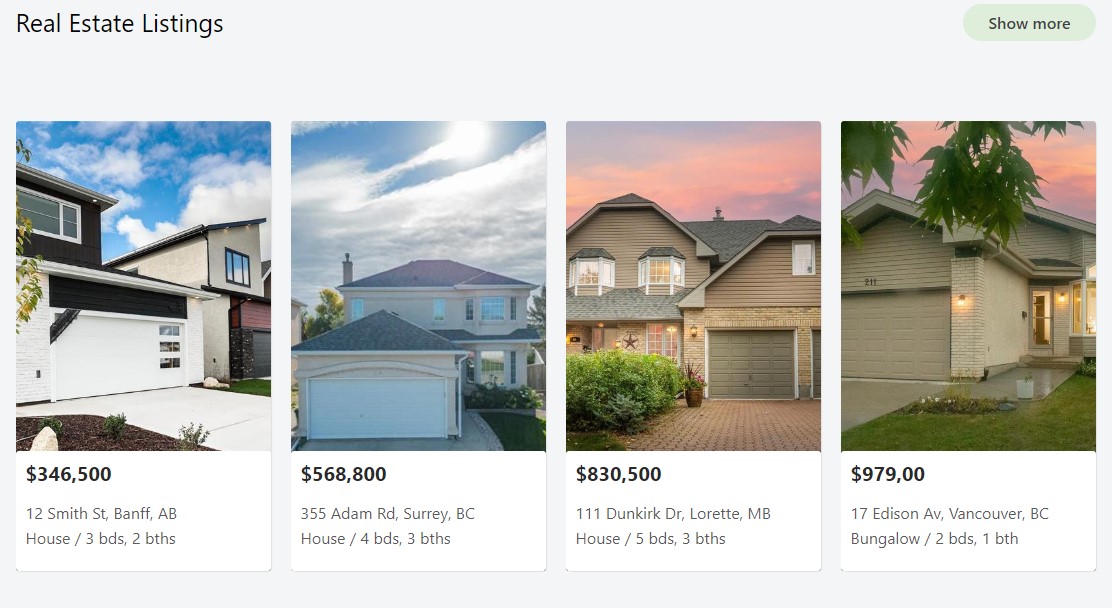 Real Estate Listings
Show more
211
$346,500
12 Smith St, Banff, AB
House / 3 bds, 2 bths
$568,800
355 Adam Rd, Surrey, BC
House / 4 bds, 3 bths
$830,500
111 Dunkirk Dr, Lorette, MB
House / 5 bds, 3 bths
$979,00
17 Edison Av, Vancouver, BC
Bungalow / 2 bds, 1 bth